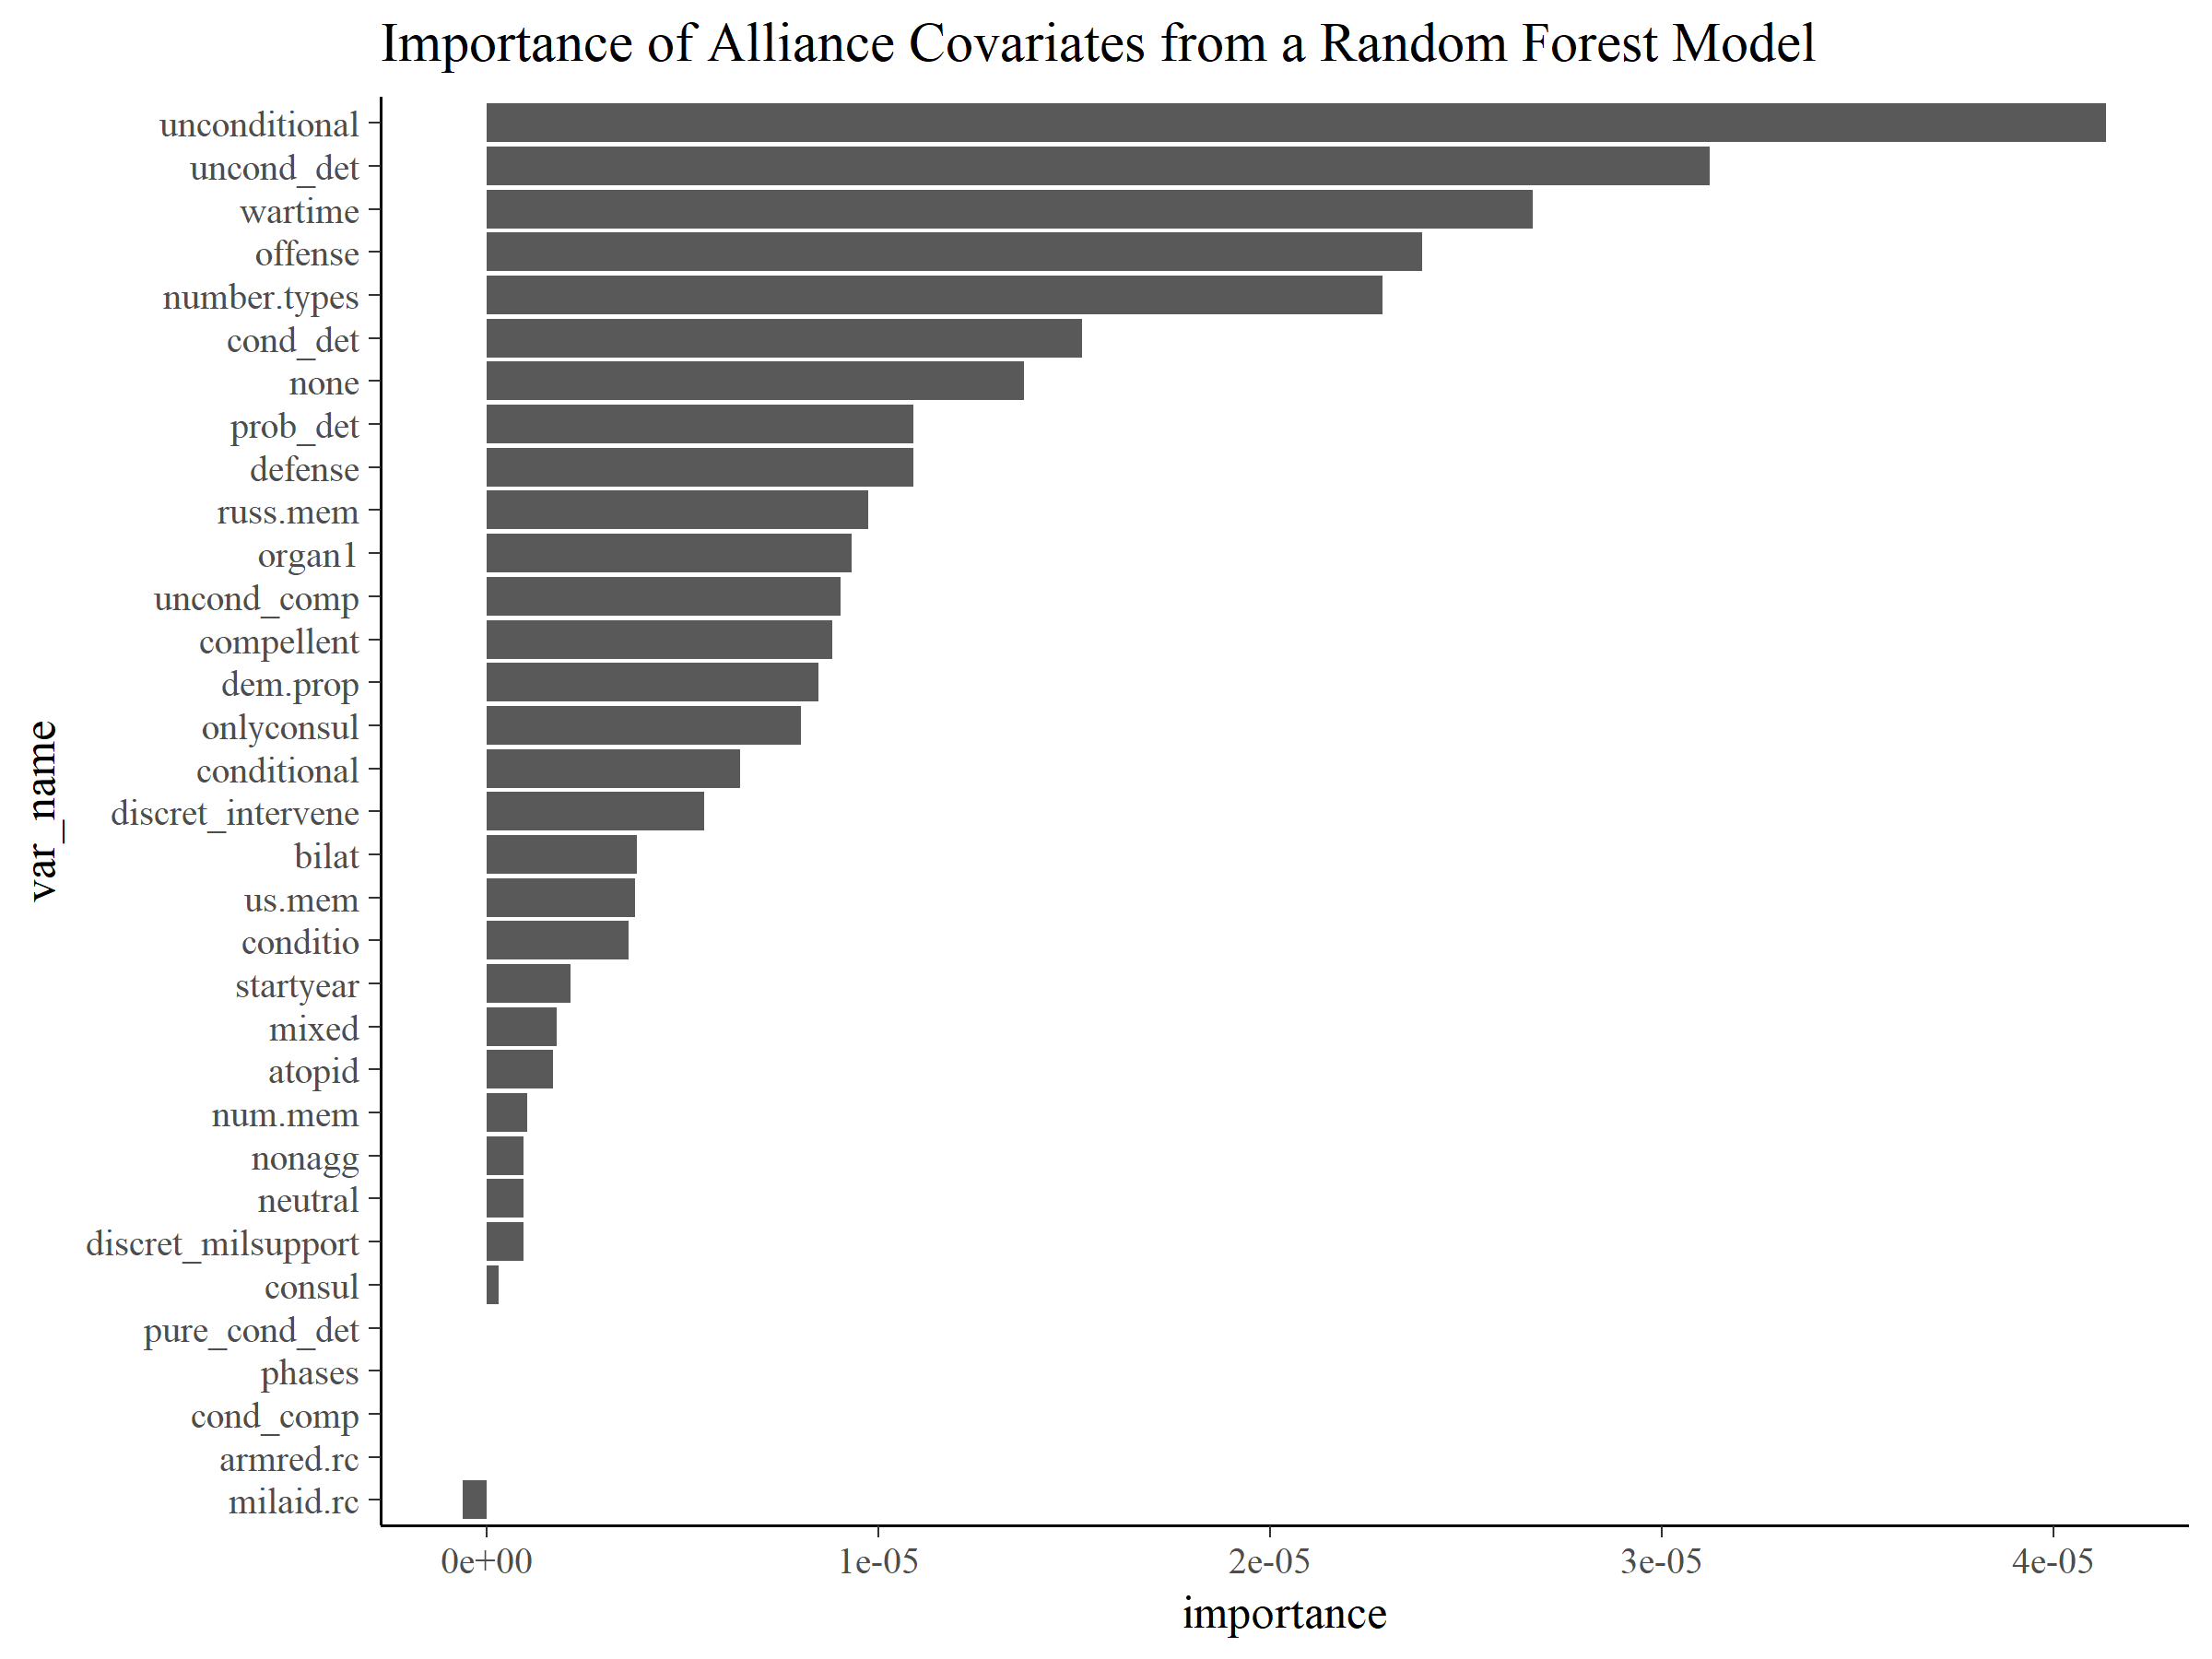 Importance of Alliance Covariates from a Random Forest Model
unconditional
uncond_det
wartime
offense
number.types
cond_det
none
prob_det
defense
russ.mem
organ1
uncond_comp
compellent
dem.prop
onlyconsul
conditional
discret_intervene
bilat
us.mem
conditio
startyear
mixed
atopid
num.mem
nonagg
neutral
discret_milsupport
consul
pure_cond_det
phases
cond_comp
armred.rc
milaid.rc
var_name
0e+00 1e-05 2e-05 3e-05 4e-05
importance